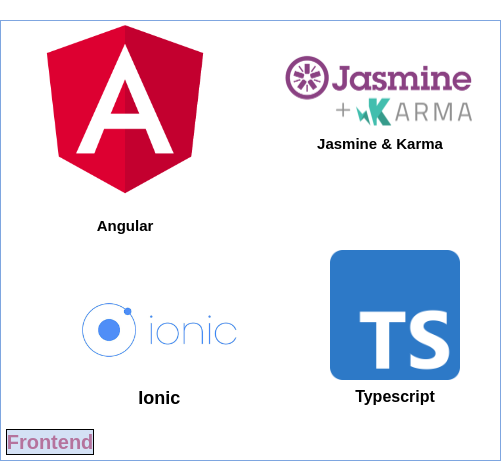 A
Jasmine
+ KARMA
Jasmine & Karma
Angular
ionic
TS
Ionic
Typescript
Frontend